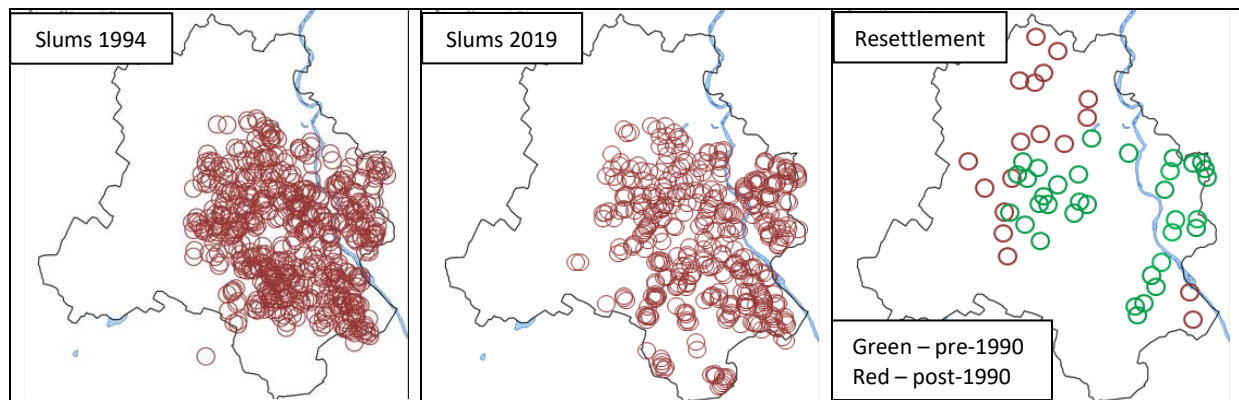 Slums 1994
Slums 2019
Resettlement
Green – pre-1990
Red – post-1990